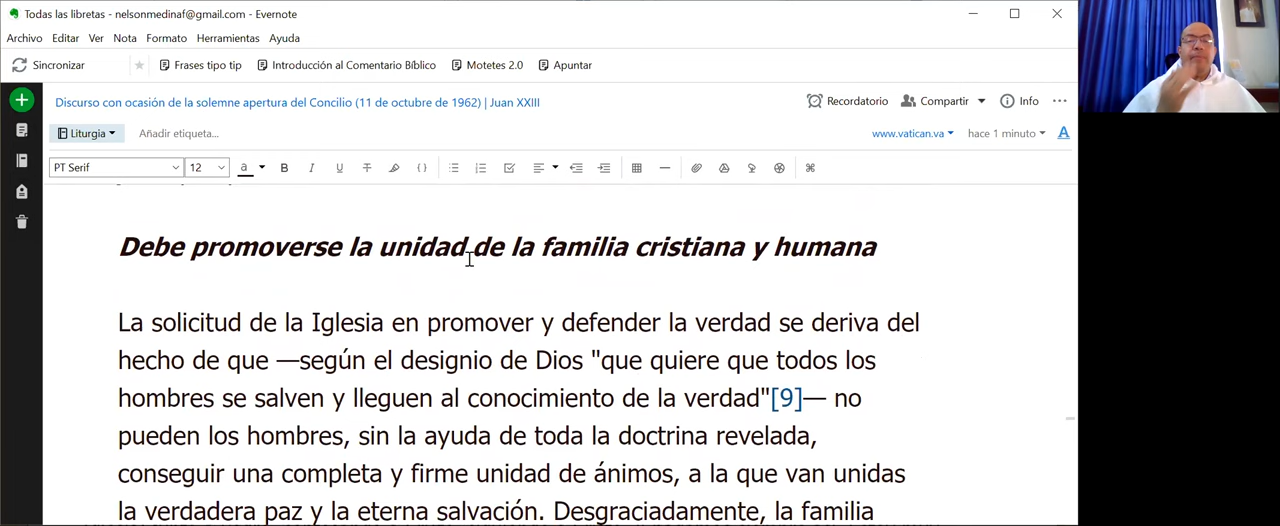 Todas las libretas - nelsonmedinaf@gmail.com - Evernote
Archivo Editar Ver Nota Formato Herramientas Ayuda
Sincronizar Frases tipo tip Introducción al Comentario Bíblico Motetes 2.0 Apuntar
Discurso con ocasión de la solemne apertura del Concilio (11 de octubre de 1962) | Juan XXIII Recordatorio Compartir Info
Liturgia Añadir etiqueta... www.vatican.va hace 1 minuto A
PT Serif 12 a B I U T
Debe promoverse la unidad de la familia cristiana y humana
La solicitud de la Iglesia en promover y defender la verdad se deriva del
hecho de que —según el designio de Dios "que quiere que todos los
hombres se salven y lleguen al conocimiento de la verdad"[9]— no
pueden los hombres, sin la ayuda de toda la doctrina revelada,
conseguir una completa y firme unidad de ánimos, a la que van unidas
la verdadera paz y la eterna salvación. Desgraciadamente, la familia